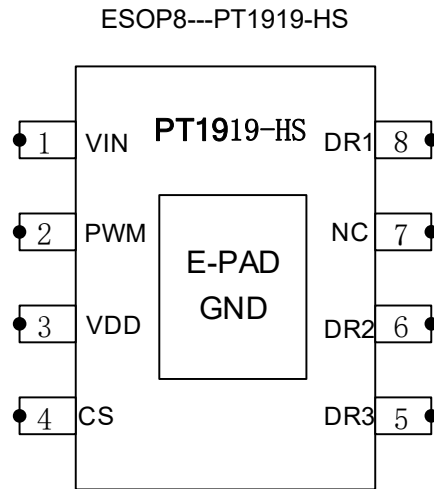 ESOP8---PT1919-HS
PT1919-HS
1 VIN DR1 8
2 PWM NC 7
E-PAD
GND
3 VDD DR2 6
4 CS DR3 5